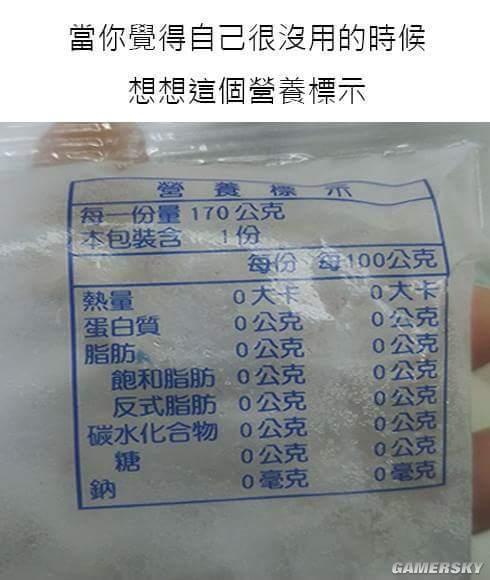 當你覺得自己很沒用的時候
想想這個營養標示
營養標示
每一份量 170公克
本包裝含 1份
每份 每100公克
熱量 0大卡 0大卡
蛋白質 0公克 0公克
脂肪 0公克 0公克
飽和脂肪 0公克 0公克
反式脂肪 0公克 0公克
碳水化合物 0公克 0公克
糖 0公克 0公克
鈉 0毫克 0毫克
GAMERSKY